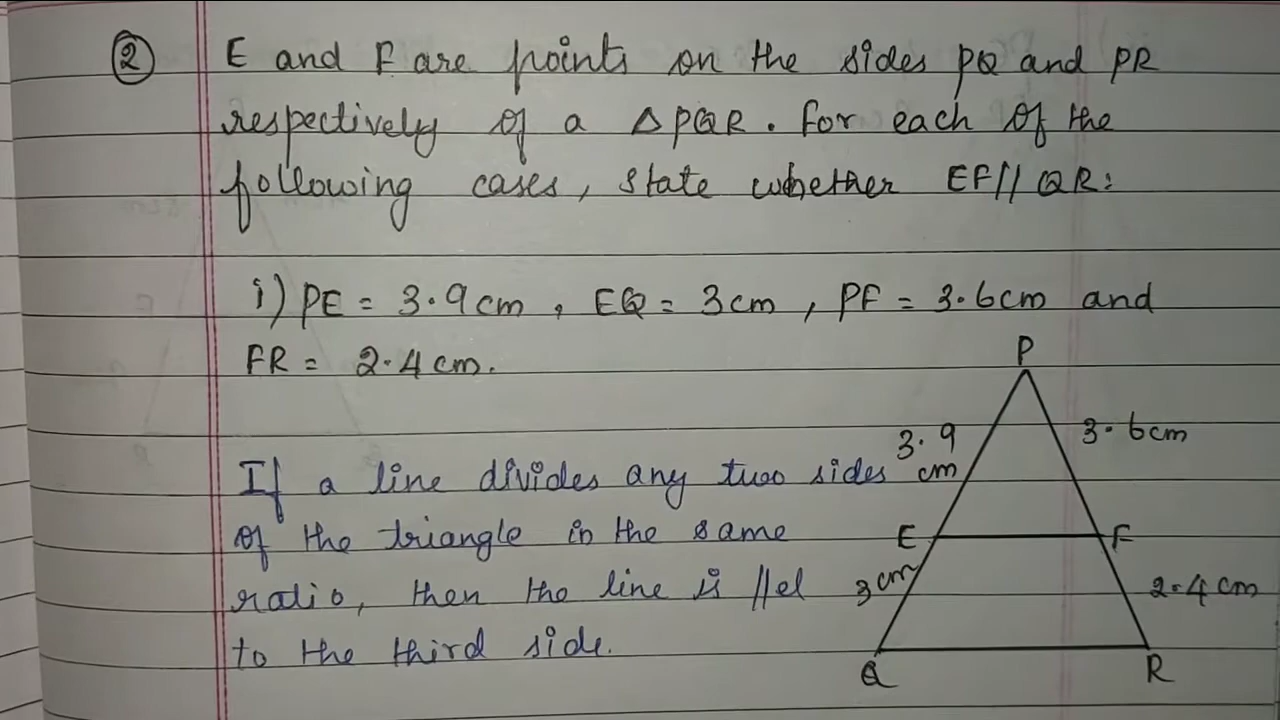 2 E and F are points on the sides PQ and PR
respectively of a △PQR. For each of the
following cases, state whether EF // QR:
i) PE = 3.9cm, EQ = 3cm, PF = 3.6cm and
FR = 2.4cm.
If a line divides any two sides
of the triangle in the same
ratio, then the line is //el
to the third side.
P
3.9
cm
3.6cm
E
F
3cm
2.4cm
Q
R